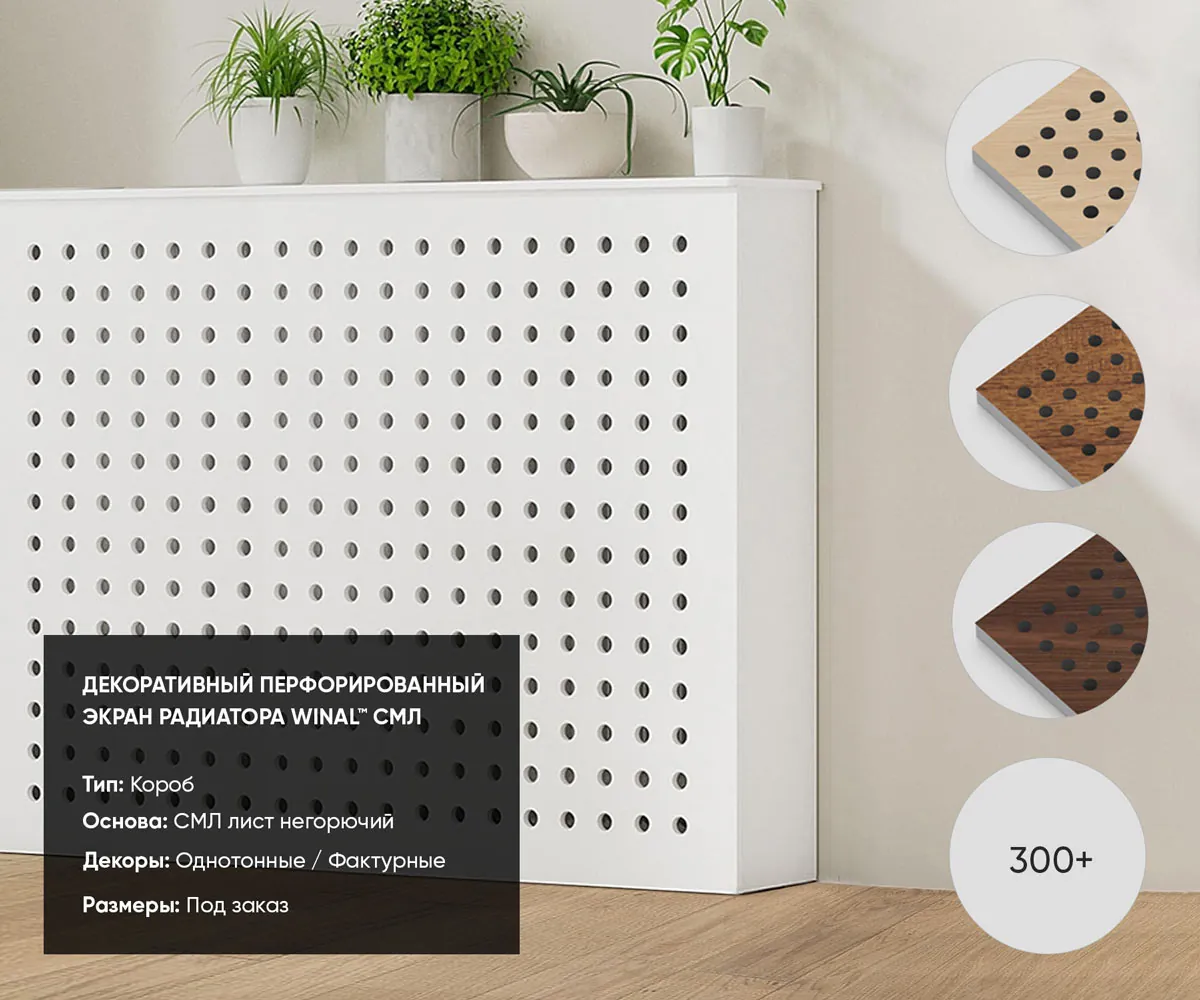 ДЕКОРАТИВНЫЙ ПЕРФОРИРОВАННЫЙ
ЭКРАН РАДИАТОРА WINAL™ СМЛ
Тип: Короб
Основа: СМЛ лист негорючий
Декоры: Однотонные / Фактурные
Размеры: Под заказ
300+